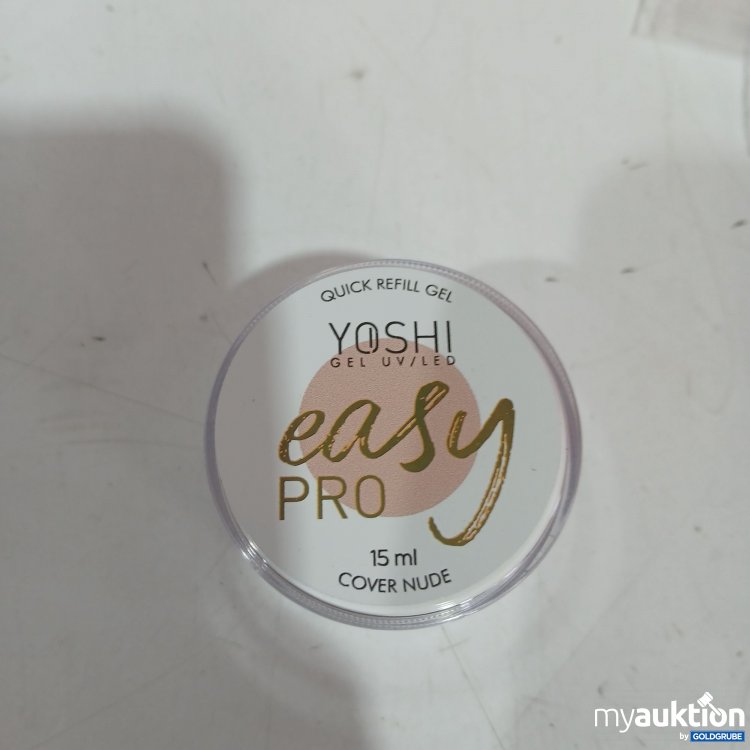 QUICK REFILL GEL
YOSHI
GEL UV/LED
easy
PRO
15 ml
COVER NUDE
myauktion
by GOLDGRUBE